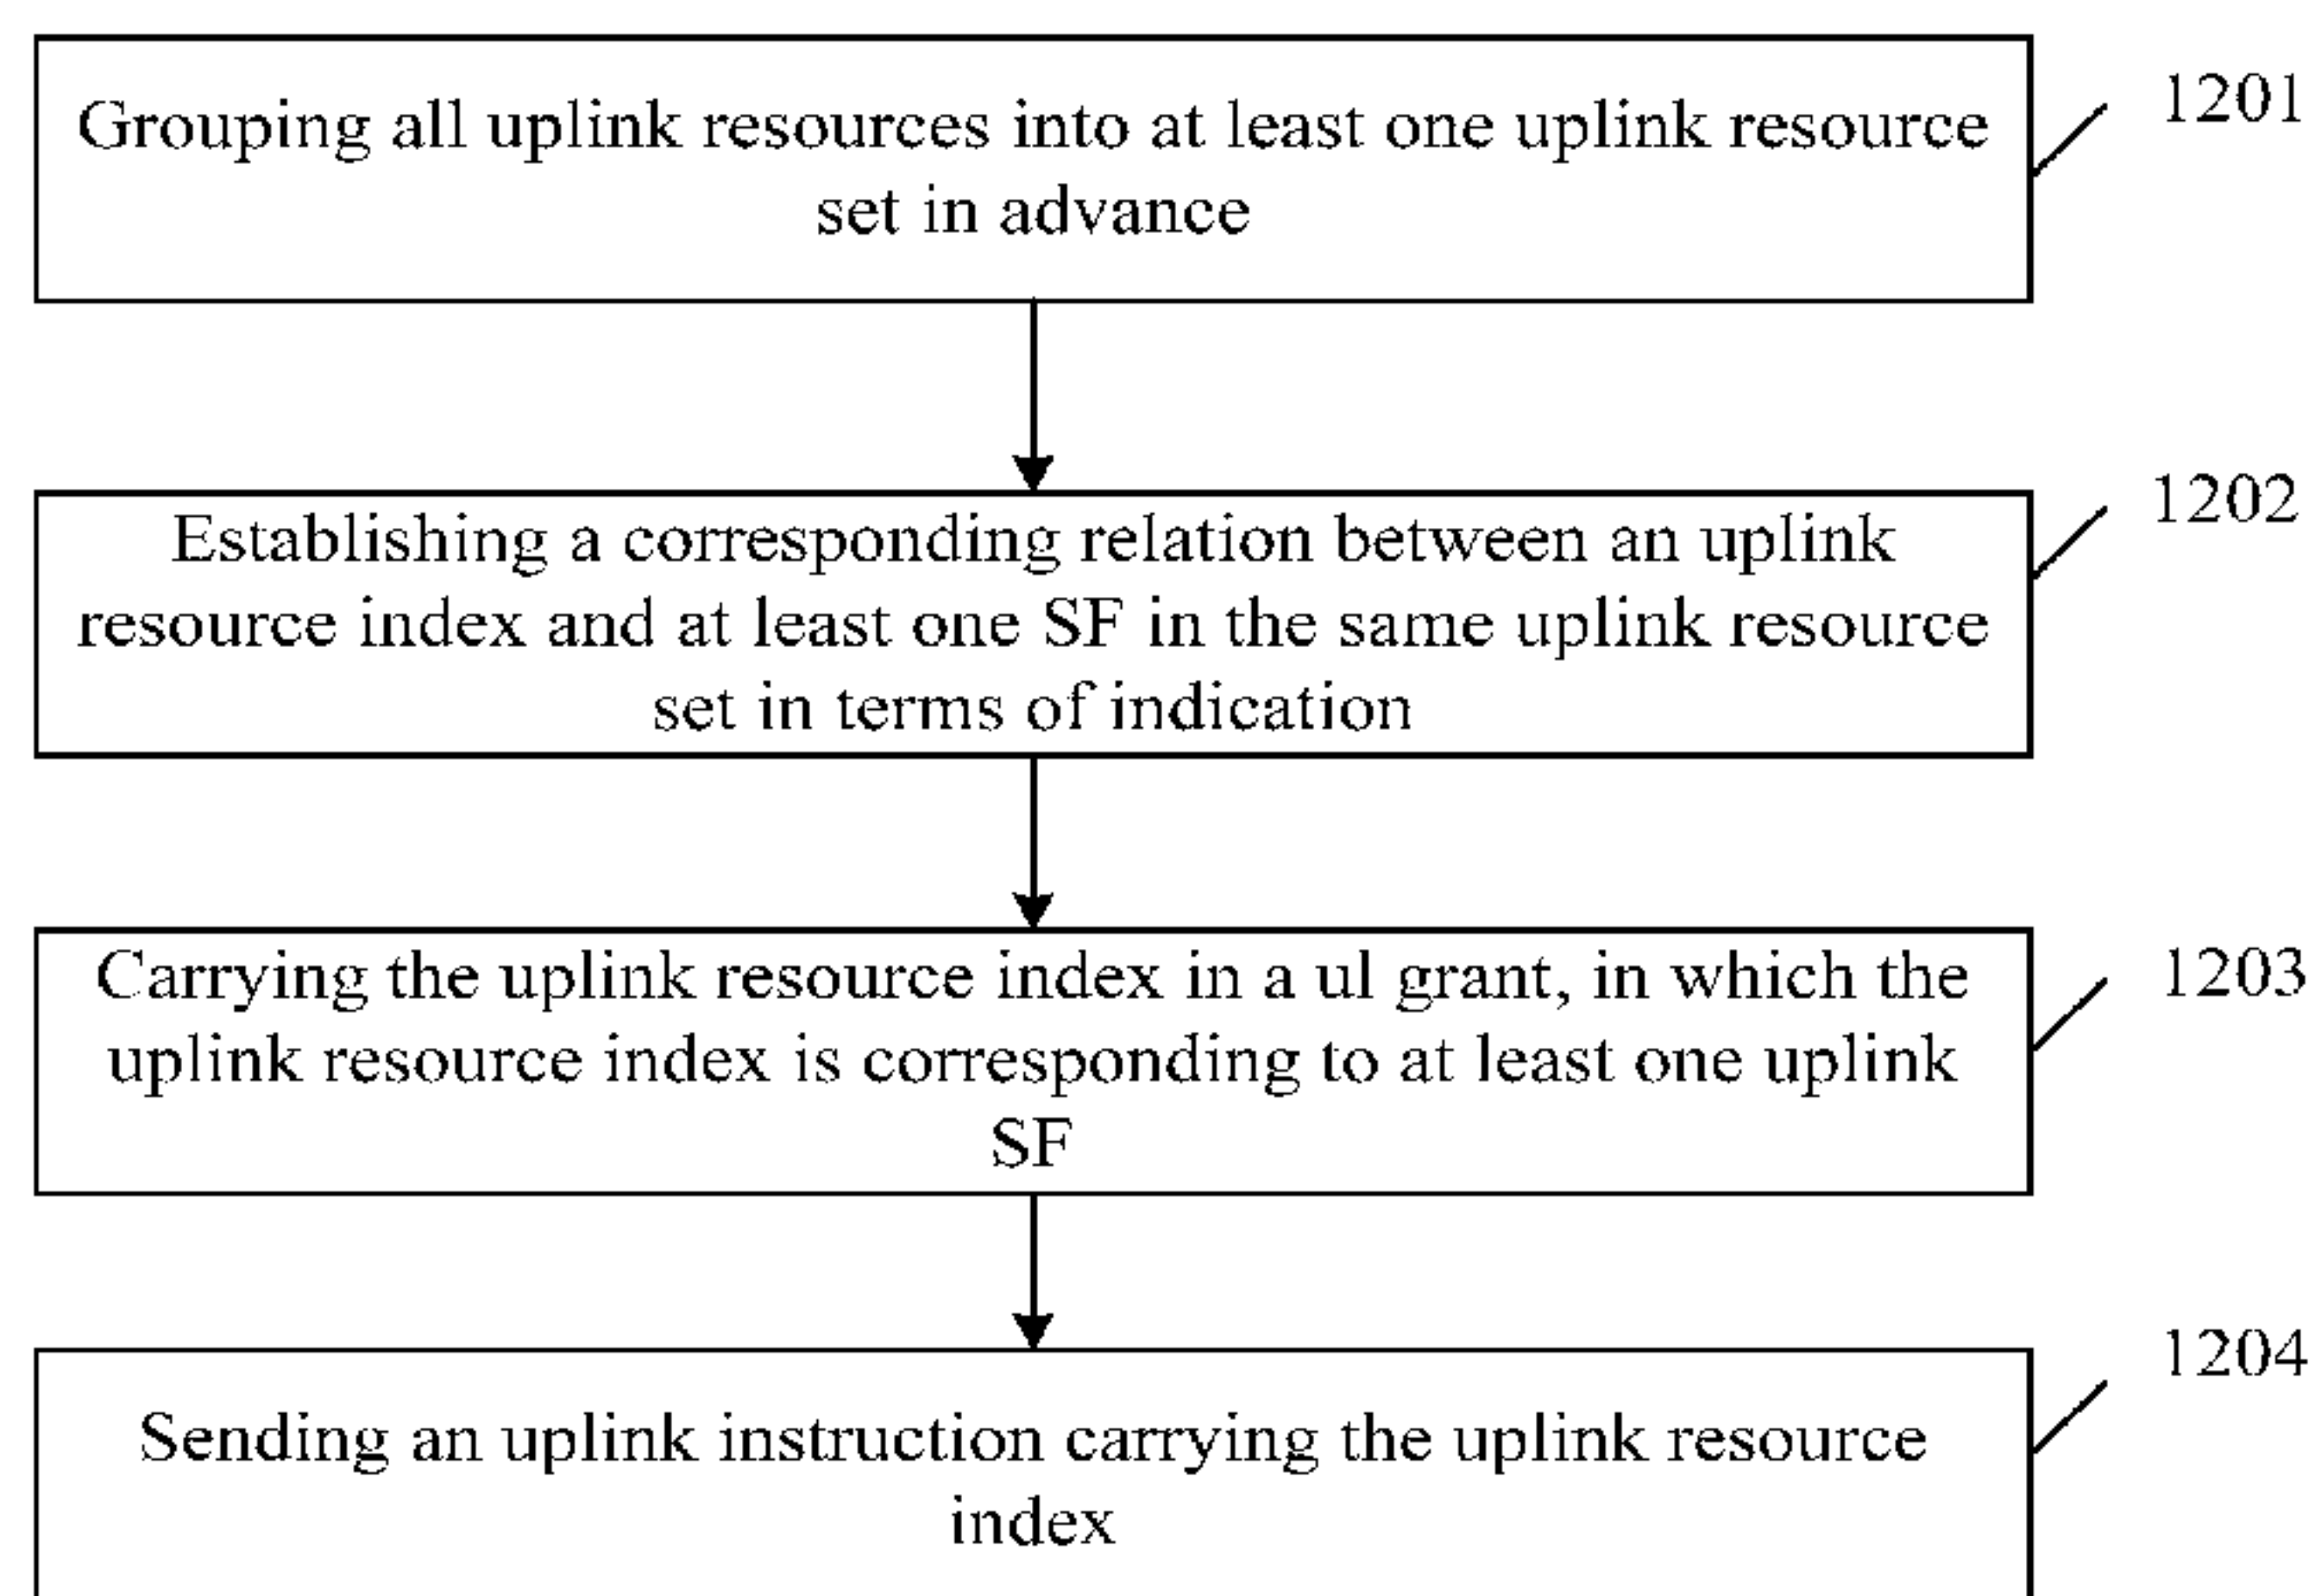 Grouping all uplink resources into at least one uplink resource
set in advance
1201
Establishing a corresponding relation between an uplink
resource index and at least one SF in the same uplink resource
set in terms of indication
1202
Carrying the uplink resource index in a ul grant, in which the
uplink resource index is corresponding to at least one uplink
SF
1203
Sending an uplink instruction carrying the uplink resource
index
1204